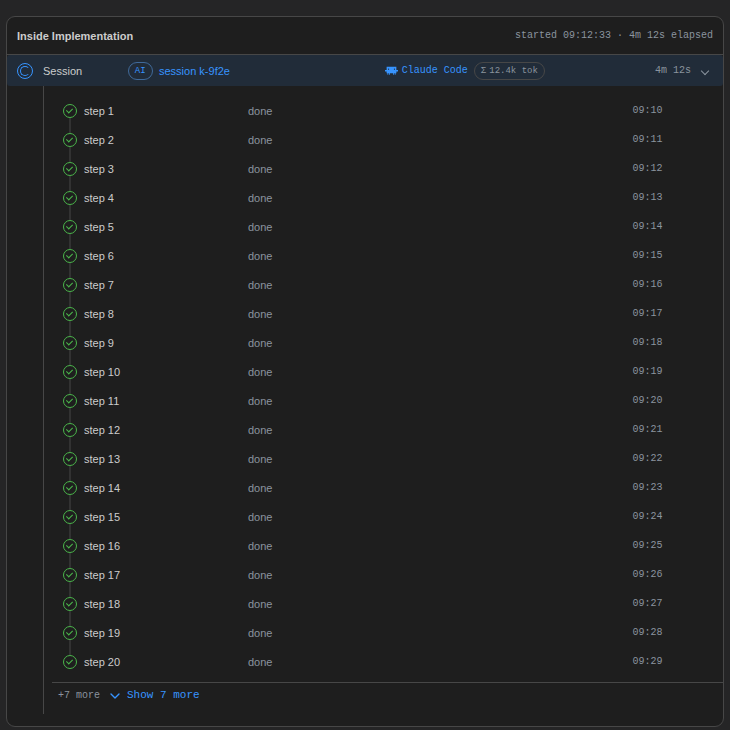 Inside Implementation started 09:12:33 · 4m 12s elapsed
Session AI session k-9f2e Claude Code Σ 12.4k tok 4m 12s
step 1 done 09:10
step 2 done 09:11
step 3 done 09:12
step 4 done 09:13
step 5 done 09:14
step 6 done 09:15
step 7 done 09:16
step 8 done 09:17
step 9 done 09:18
step 10 done 09:19
step 11 done 09:20
step 12 done 09:21
step 13 done 09:22
step 14 done 09:23
step 15 done 09:24
step 16 done 09:25
step 17 done 09:26
step 18 done 09:27
step 19 done 09:28
step 20 done 09:29
+7 more Show 7 more